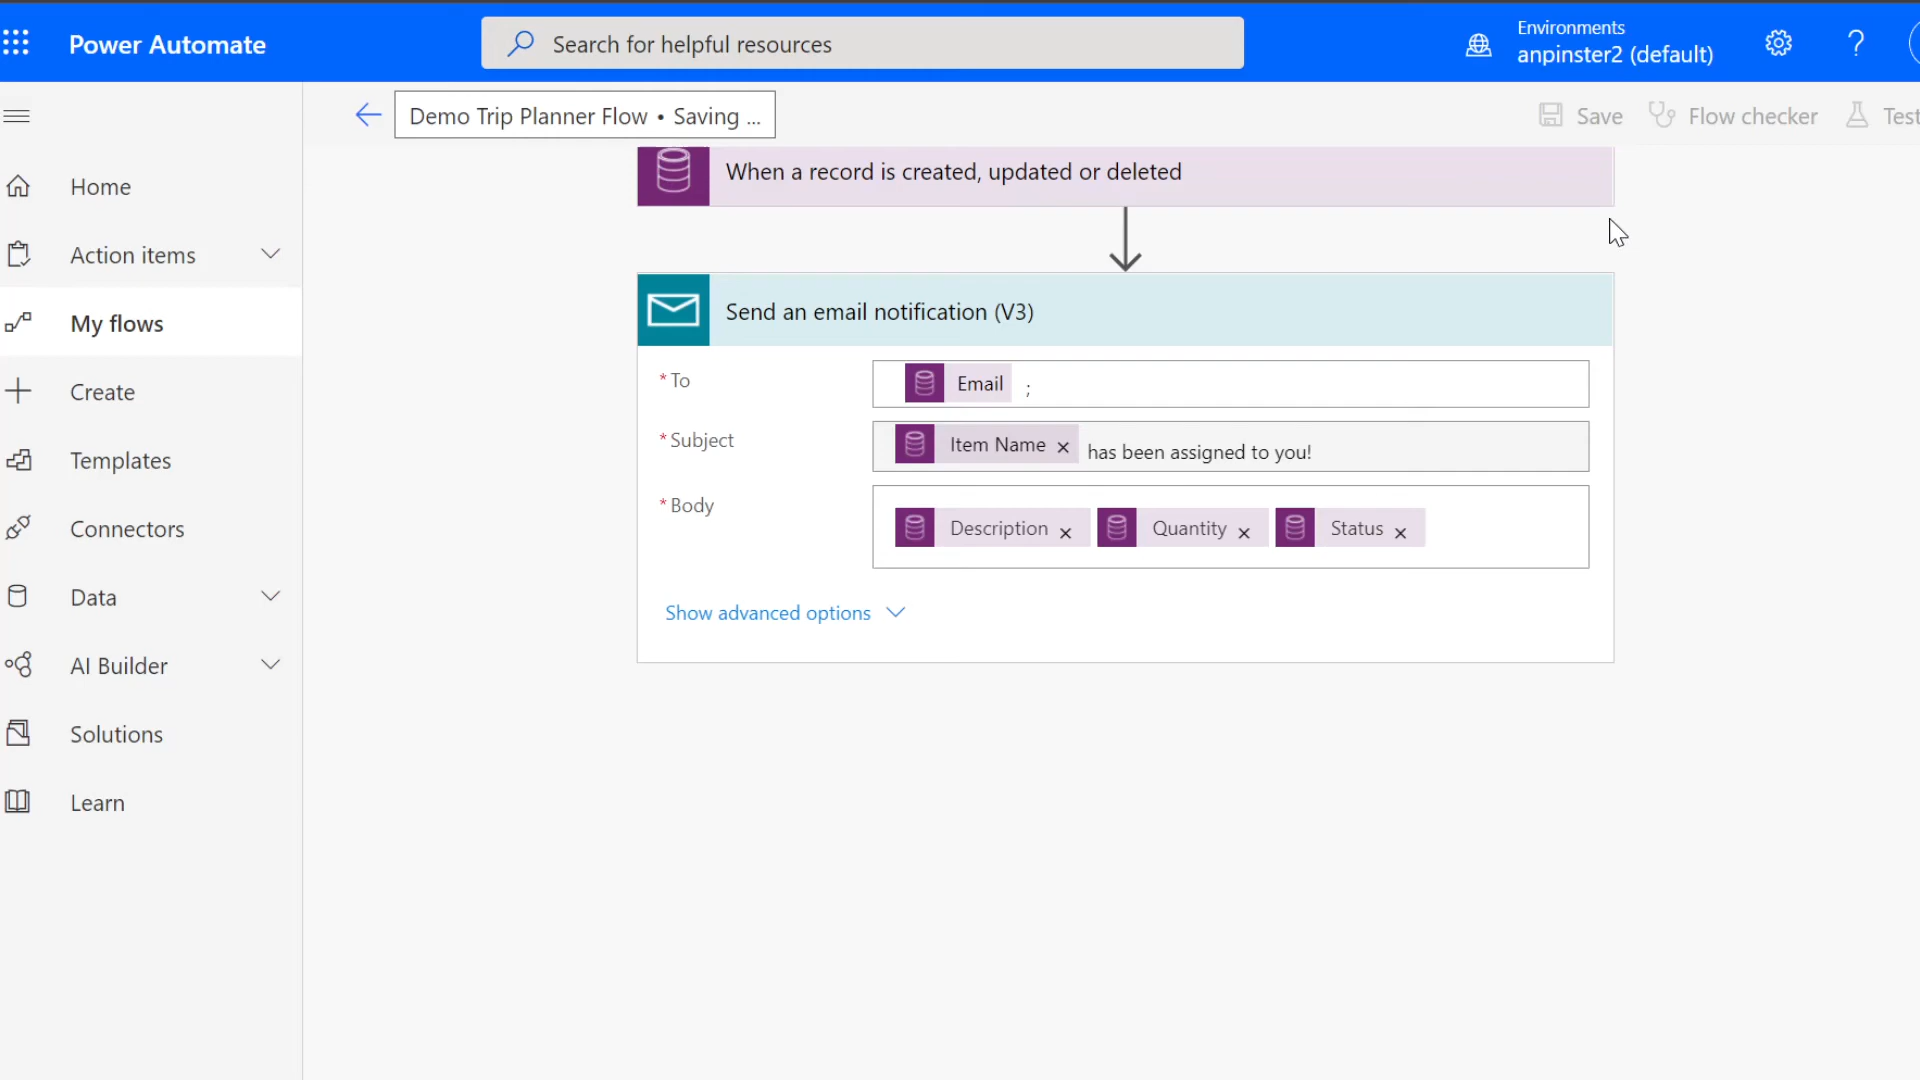 Power Automate
Search for helpful resources
Environments
anpinster2 (default)
?
Demo Trip Planner Flow • Saving ...
Save
Flow checker
Test
Home
Action items
My flows
Create
Templates
Connectors
Data
AI Builder
Solutions
Learn
When a record is created, updated or deleted
Send an email notification (V3)
* To
Email ;
* Subject
Item Name × has been assigned to you!
* Body
Description × Quantity × Status ×
Show advanced options